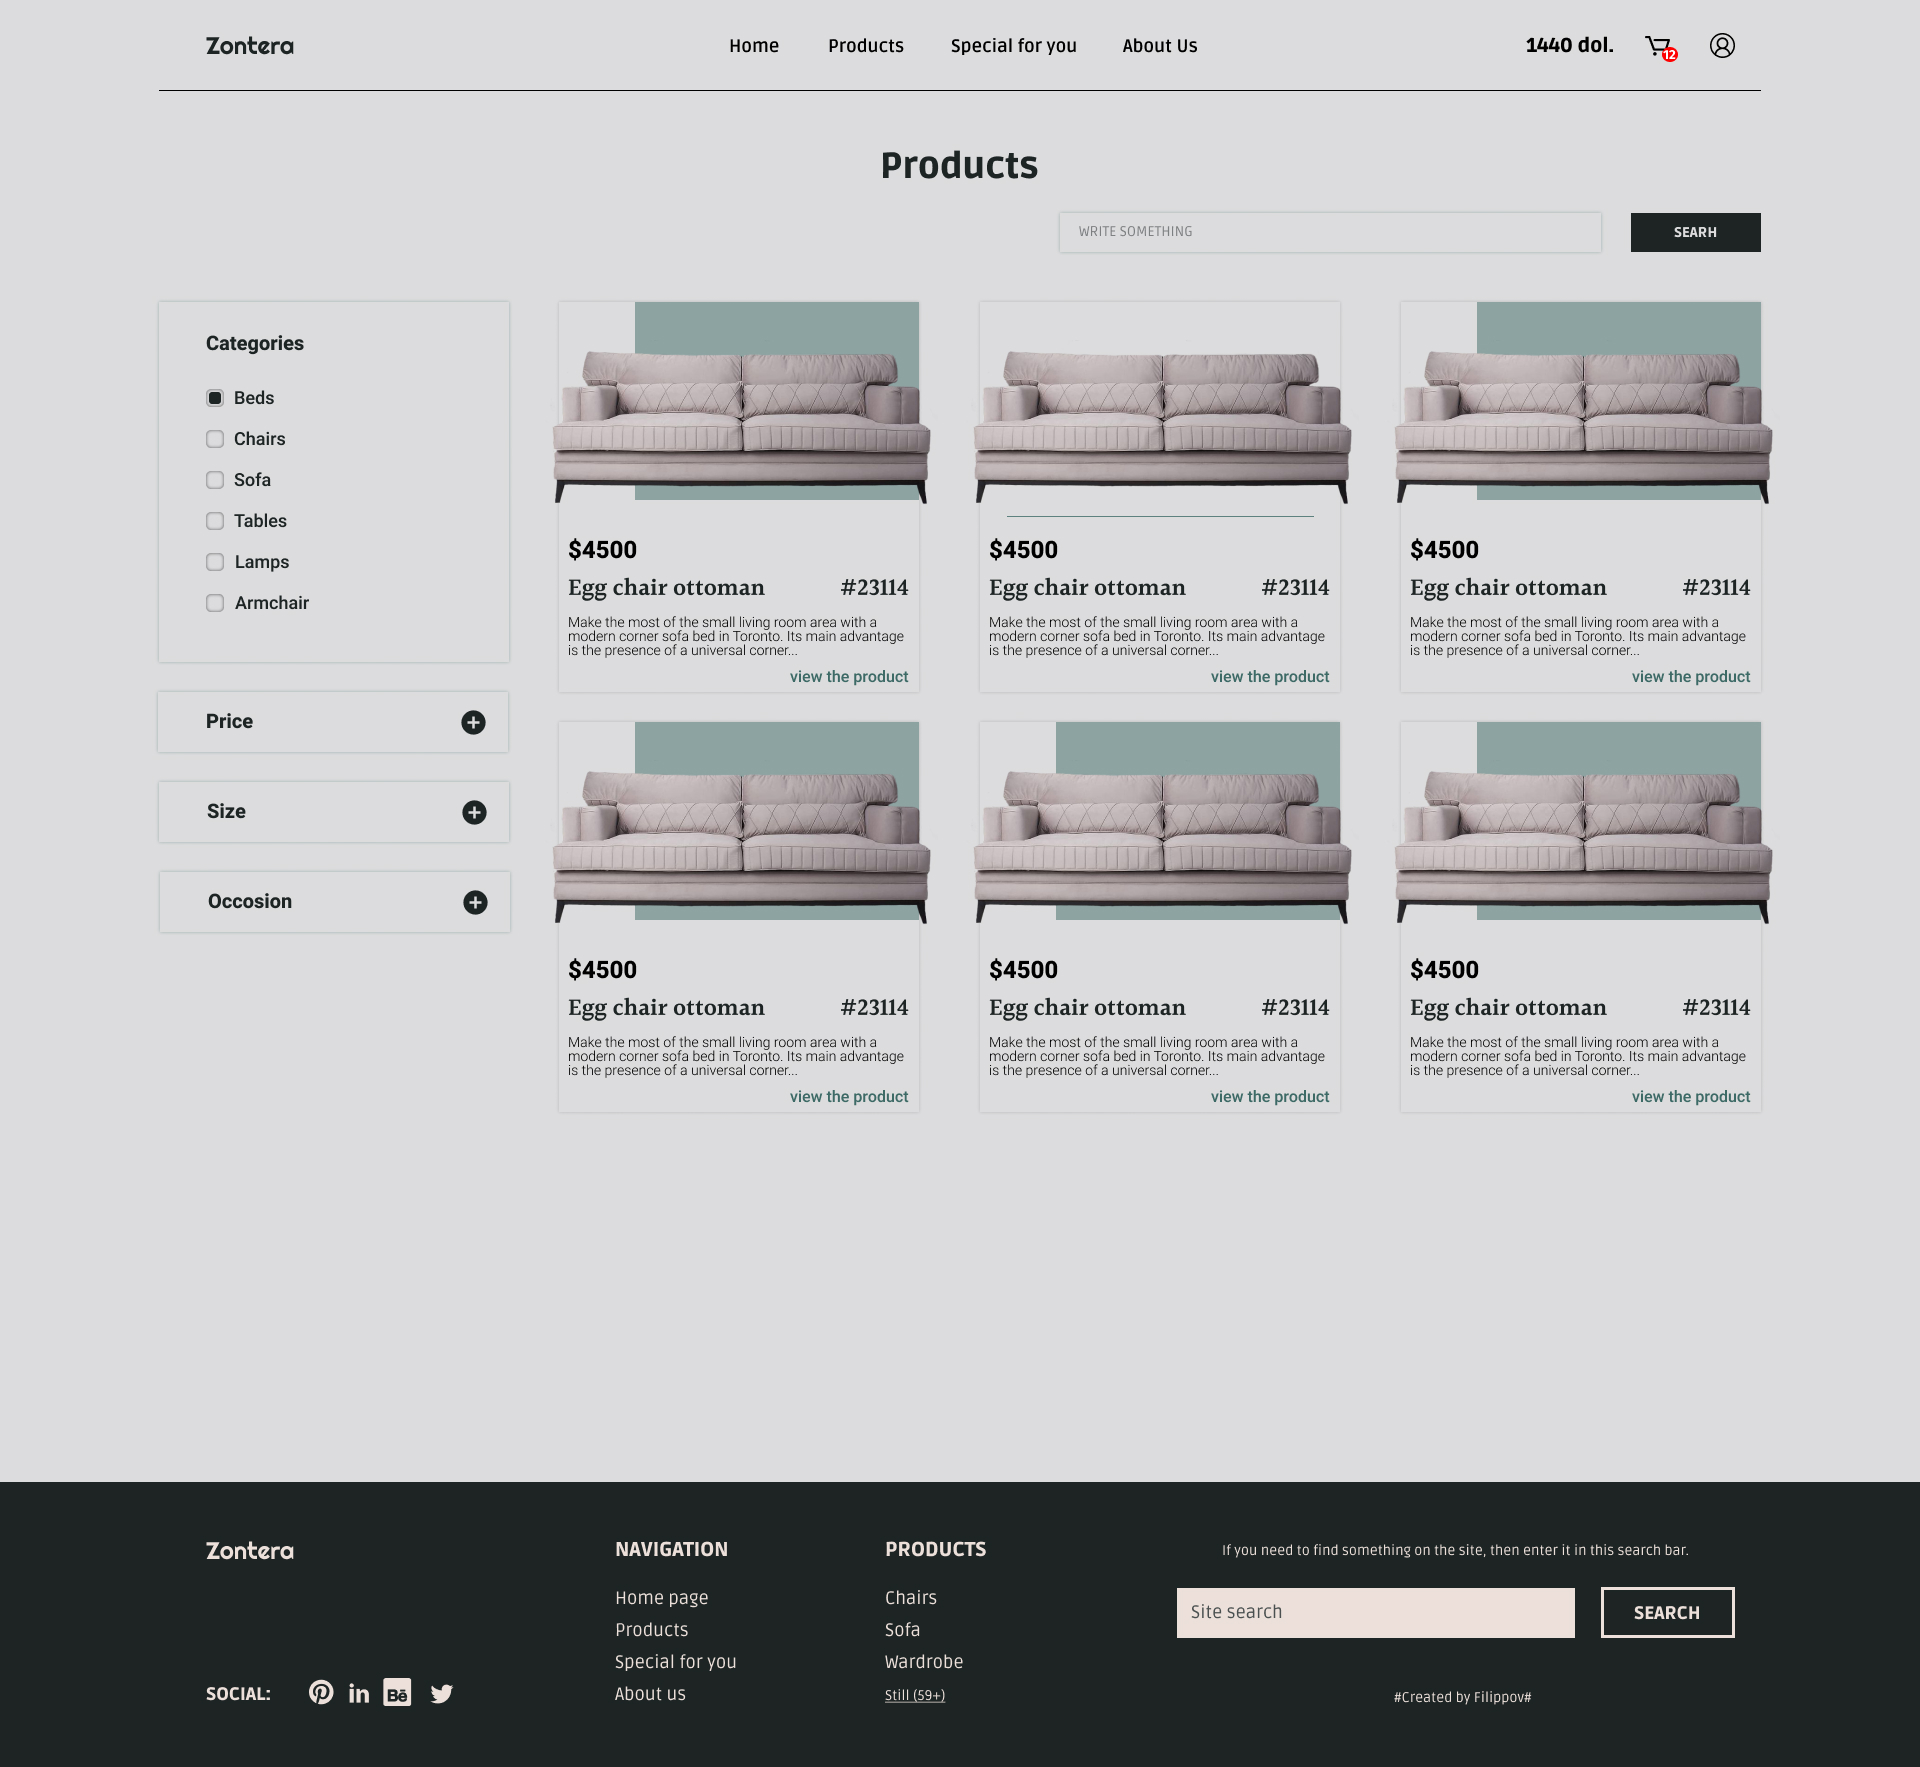 Zontera
Home
Products
Special for you
About Us
1440 dol.
12
Products
WRITE SOMETHING
SEARH
Categories
Beds
Chairs
Sofa
Tables
Lamps
Armchair
Price
Size
Occosion
$4500
Egg chair ottoman #23114
Make the most of the small living room area with a
modern corner sofa bed in Toronto. Its main advantage
is the presence of a universal corner...
view the product
$4500
Egg chair ottoman #23114
Make the most of the small living room area with a
modern corner sofa bed in Toronto. Its main advantage
is the presence of a universal corner...
view the product
$4500
Egg chair ottoman #23114
Make the most of the small living room area with a
modern corner sofa bed in Toronto. Its main advantage
is the presence of a universal corner...
view the product
$4500
Egg chair ottoman #23114
Make the most of the small living room area with a
modern corner sofa bed in Toronto. Its main advantage
is the presence of a universal corner...
view the product
$4500
Egg chair ottoman #23114
Make the most of the small living room area with a
modern corner sofa bed in Toronto. Its main advantage
is the presence of a universal corner...
view the product
$4500
Egg chair ottoman #23114
Make the most of the small living room area with a
modern corner sofa bed in Toronto. Its main advantage
is the presence of a universal corner...
view the product
Zontera
SOCIAL:
in
Bē
NAVIGATION
Home page
Products
Special for you
About us
PRODUCTS
Chairs
Sofa
Wardrobe
Still (59+)
If you need to find something on the site, then enter it in this search bar.
Site search
SEARCH
#Created by Filippov#